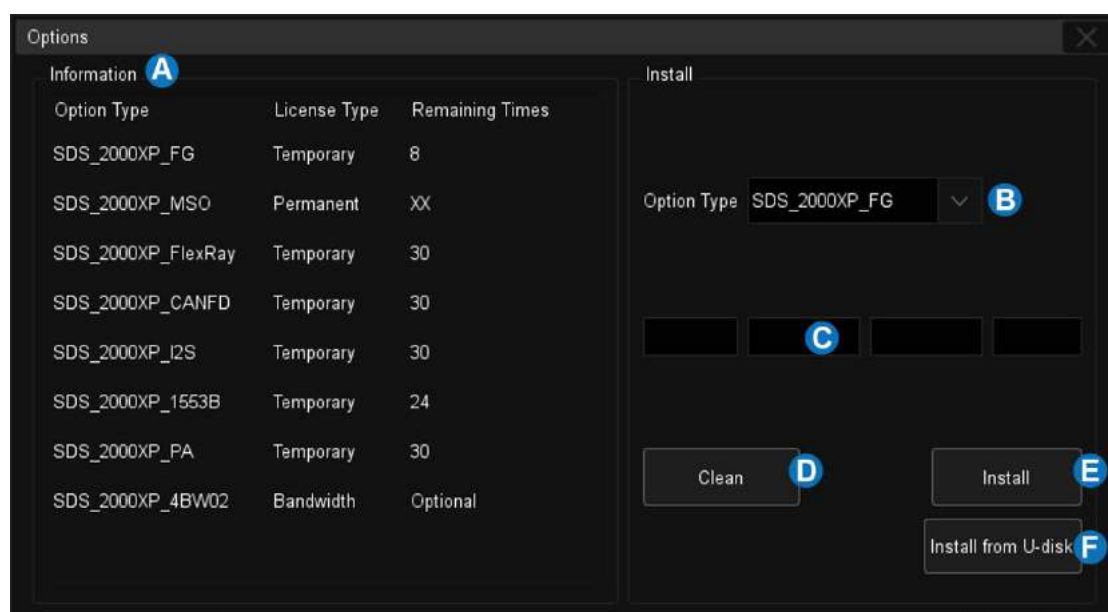 Options
Information A
Option Type License Type Remaining Times
SDS_2000XP_FG Temporary 8
SDS_2000XP_MSO Permanent XX
SDS_2000XP_FlexRay Temporary 30
SDS_2000XP_CANFD Temporary 30
SDS_2000XP_I2S Temporary 30
SDS_2000XP_1553B Temporary 24
SDS_2000XP_PA Temporary 30
SDS_2000XP_4BW02 Bandwidth Optional
Install
Option Type SDS_2000XP_FG B
C
Clean D
Install E
Install from U-disk F